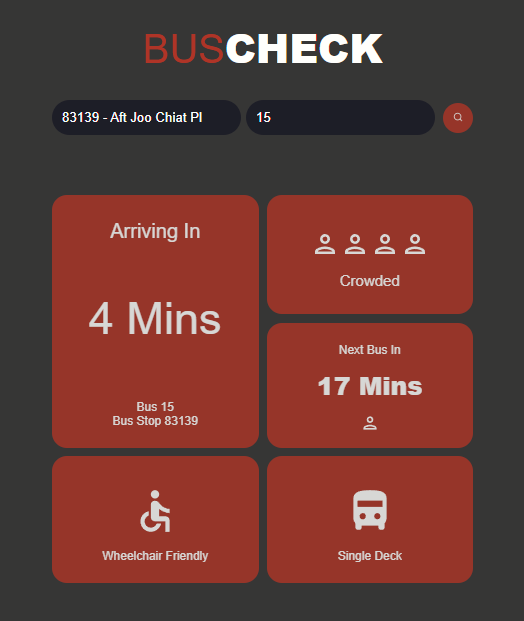 BUSCHECK
83139 - Aft Joo Chiat Pl
15
Arriving In
4 Mins
Bus 15
Bus Stop 83139
Crowded
Next Bus In
17 Mins
Wheelchair Friendly
Single Deck